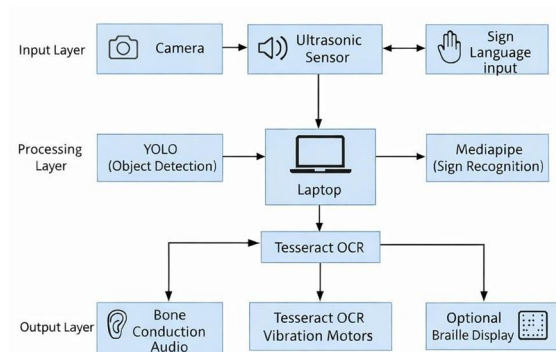 Input Layer
Camera
Ultrasonic
Sensor
Sign
Language
input
Processing
Layer
YOLO
(Object Detection)
Laptop
Mediapipe
(Sign Recognition)
Tesseract OCR
Output Layer
Bone
Conduction
Audio
Tesseract OCR
Vibration Motors
Optional
Braille Display